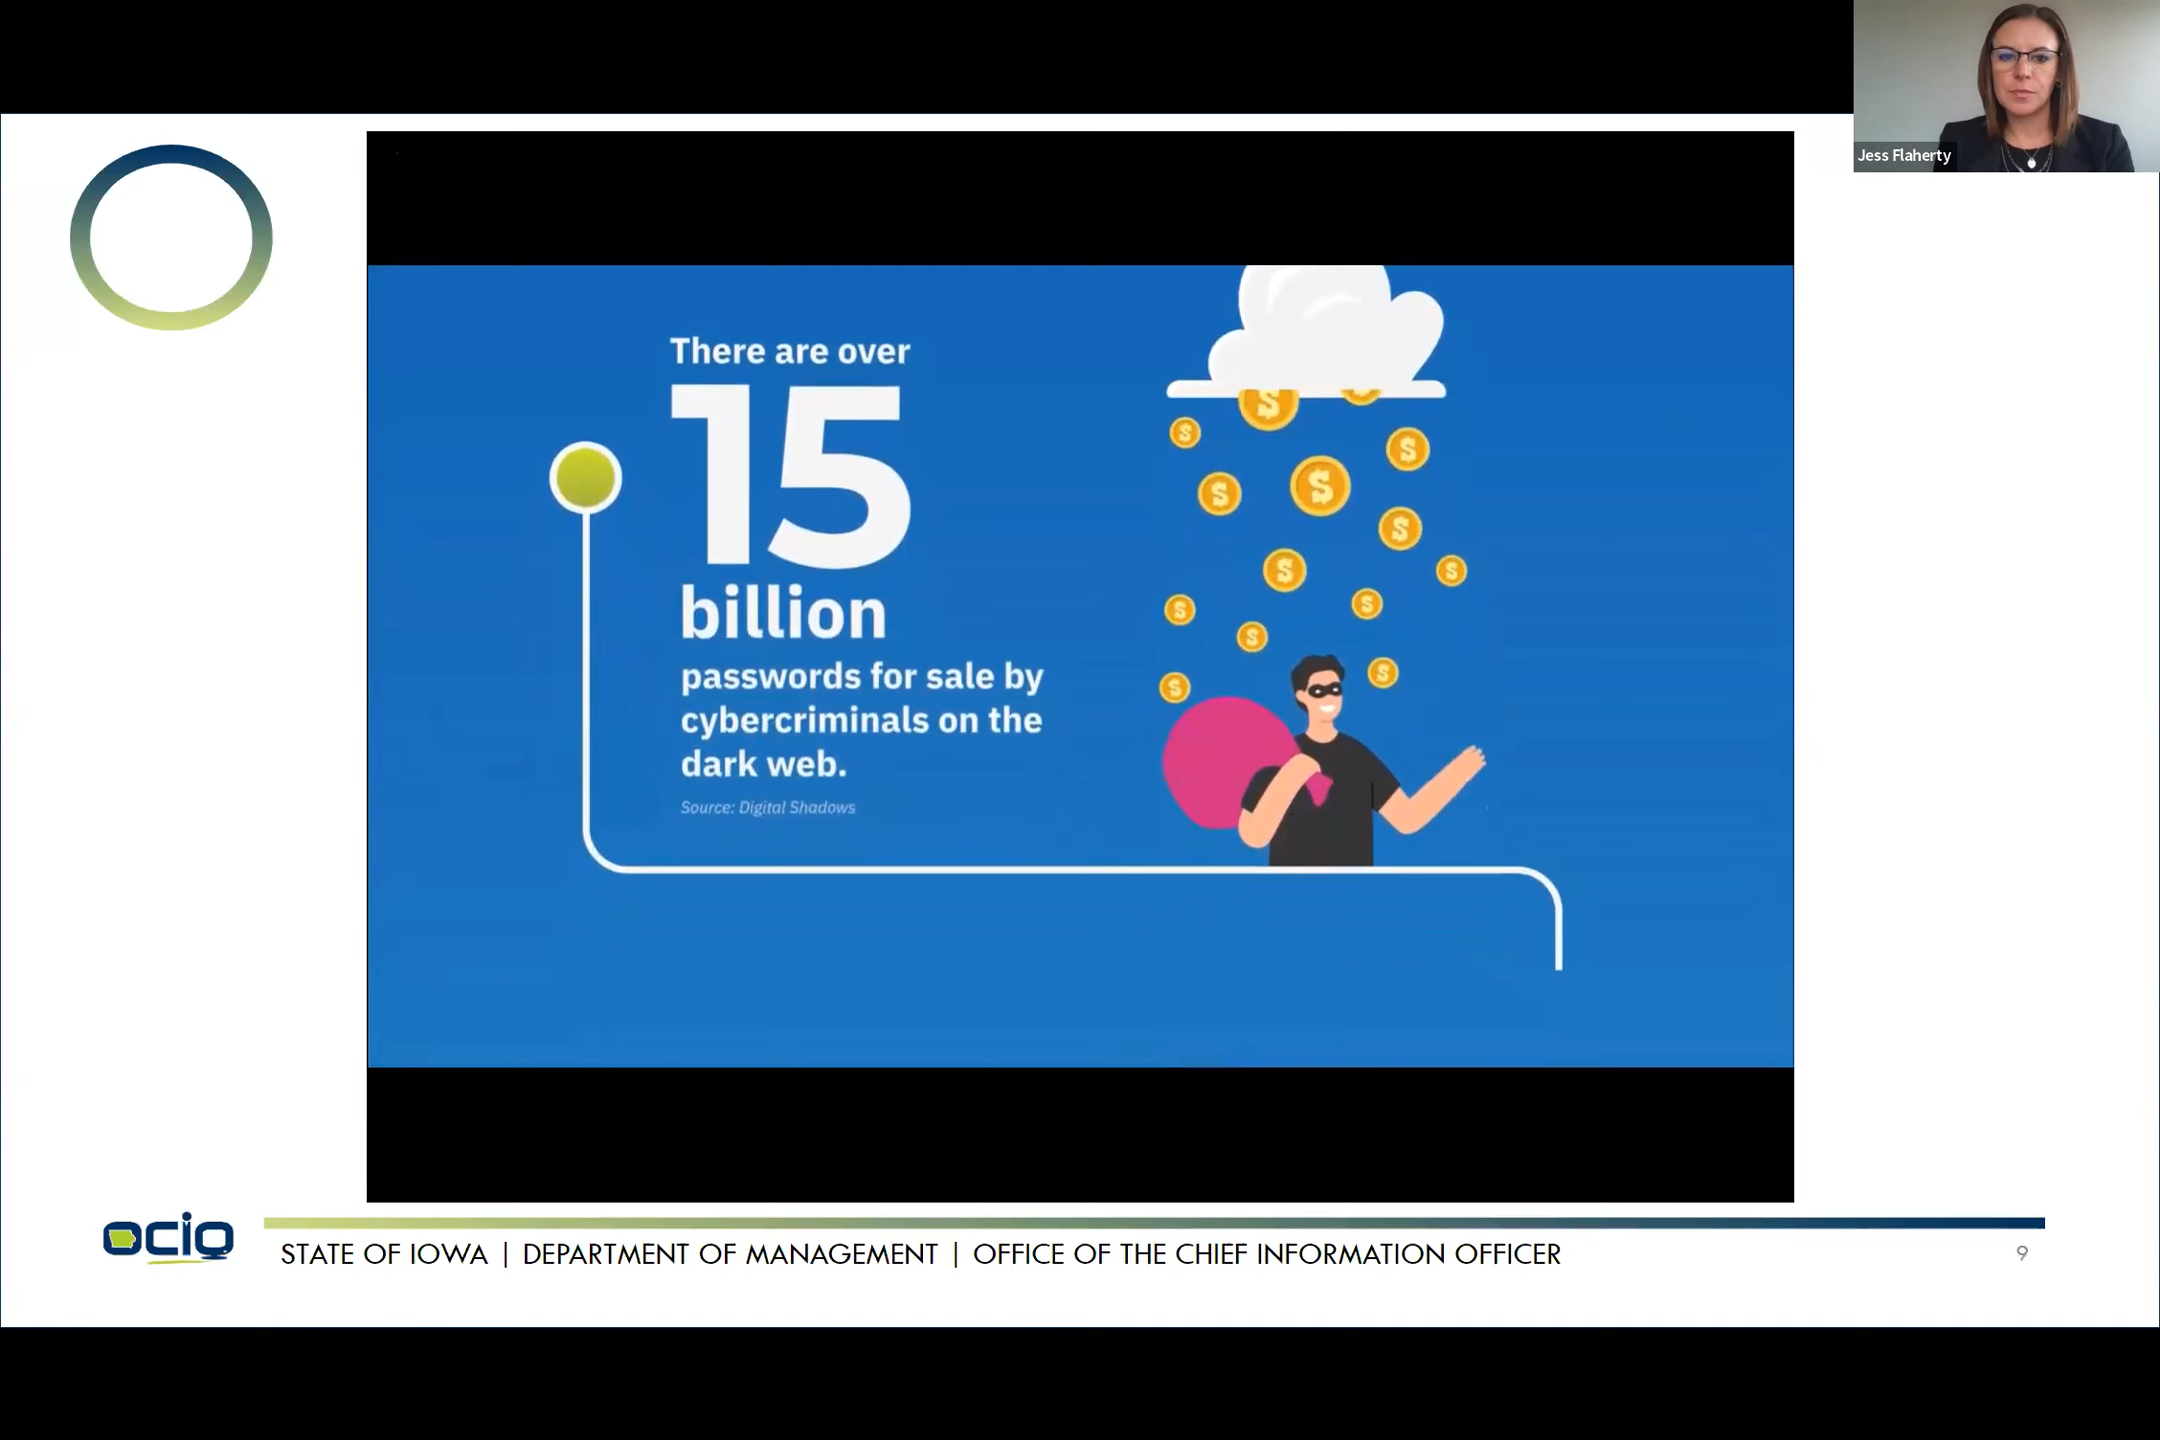 Jess Flaherty
There are over
15
billion
passwords for sale by
cybercriminals on the
dark web.
Source: Digital Shadows
$
$
$
$
$
$
$
$
$
$
$
$
$
ocio
STATE OF IOWA | DEPARTMENT OF MANAGEMENT | OFFICE OF THE CHIEF INFORMATION OFFICER
9